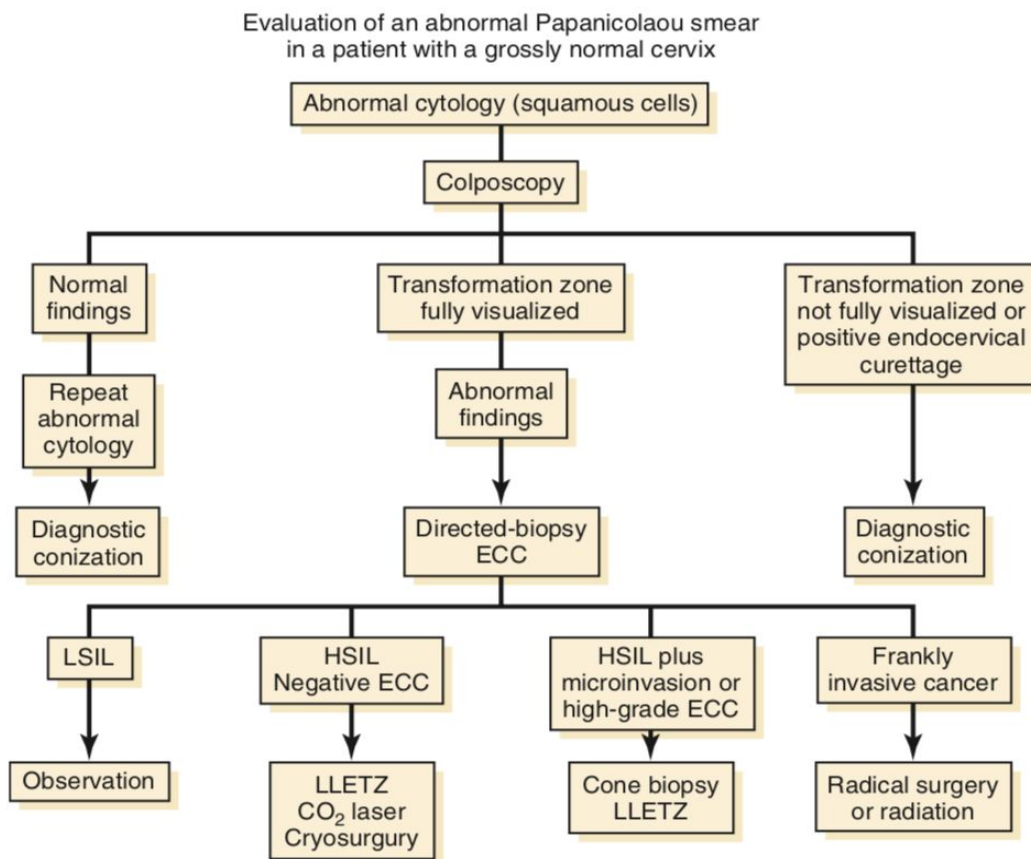 Evaluation of an abnormal Papanicolaou smear
in a patient with a grossly normal cervix
Abnormal cytology (squamous cells)
Colposcopy
Normal
findings
Transformation zone
fully visualized
Transformation zone
not fully visualized or
positive endocervical
curettage
Repeat
abnormal
cytology
Abnormal
findings
Diagnostic
conization
Directed-biopsy
ECC
Diagnostic
conization
LSIL
HSIL
Negative ECC
HSIL plus
microinvasion or
high-grade ECC
Frankly
invasive cancer
Observation
LLETZ
CO₂ laser
Cryosurgury
Cone biopsy
LLETZ
Radical surgery
or radiation